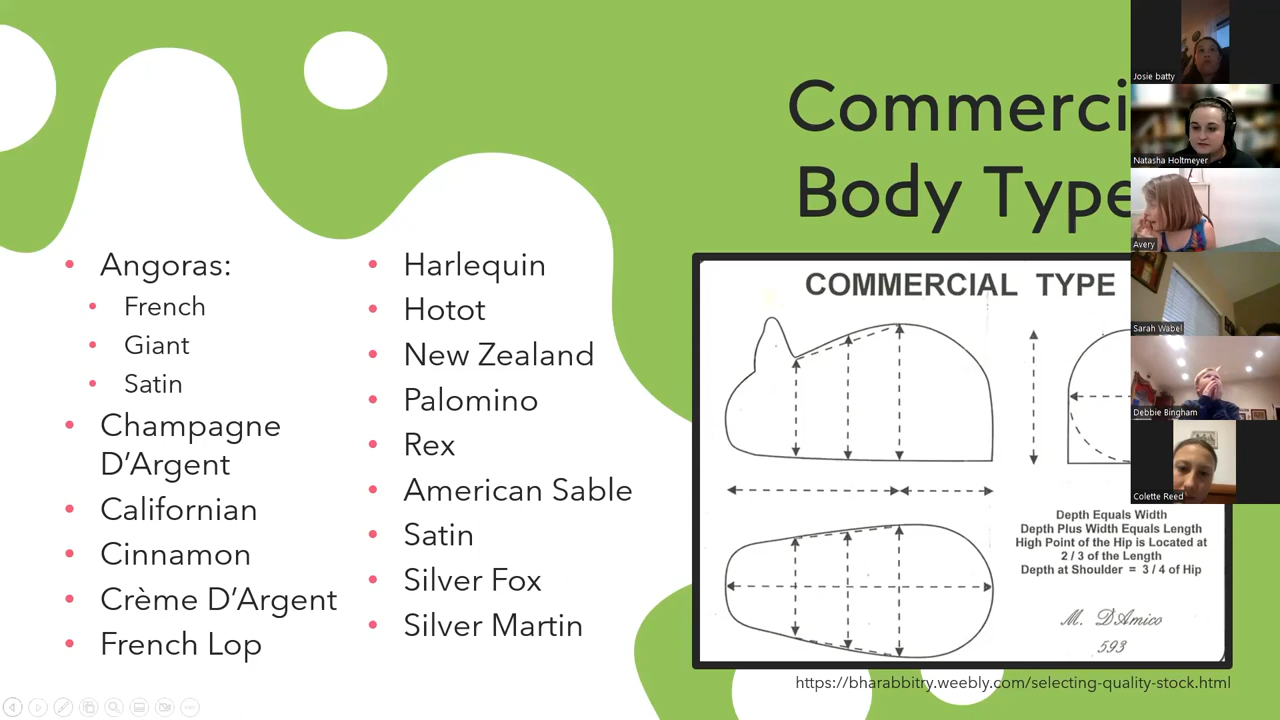 Commerci
Body Type
Angoras:
French
Giant
Satin
Champagne
D'Argent
Californian
Cinnamon
Crème D'Argent
French Lop
Harlequin
Hotot
New Zealand
Palomino
Rex
American Sable
Satin
Silver Fox
Silver Martin
COMMERCIAL TYPE
Depth Equals Width
Depth Plus Width Equals Length
High Point of the Hip is Located at
2 / 3 of the Length
Depth at Shoulder = 3 / 4 of Hip
M. D'Amico
593
https://bharabbitry.weebly.com/selecting-quality-stock.html
Josie batty
Natasha Holtmeyer
Avery
Sarah Wabel
Debbie Bingham
Colette Reed